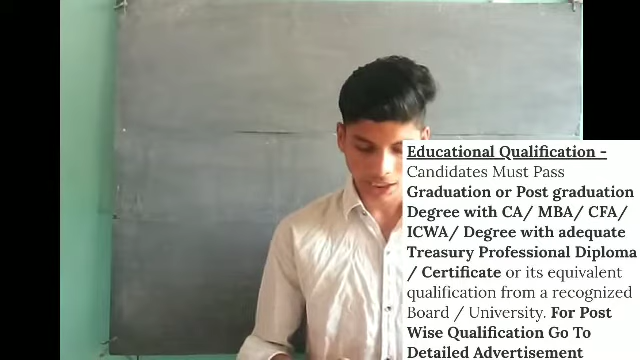 Educational Qualification -
Candidates Must Pass
Graduation or Post graduation
Degree with CA/ MBA/ CFA/
ICWA/ Degree with adequate
Treasury Professional Diploma
/ Certificate or its equivalent
qualification from a recognized
Board / University. For Post
Wise Qualification Go To
Detailed Advertisement